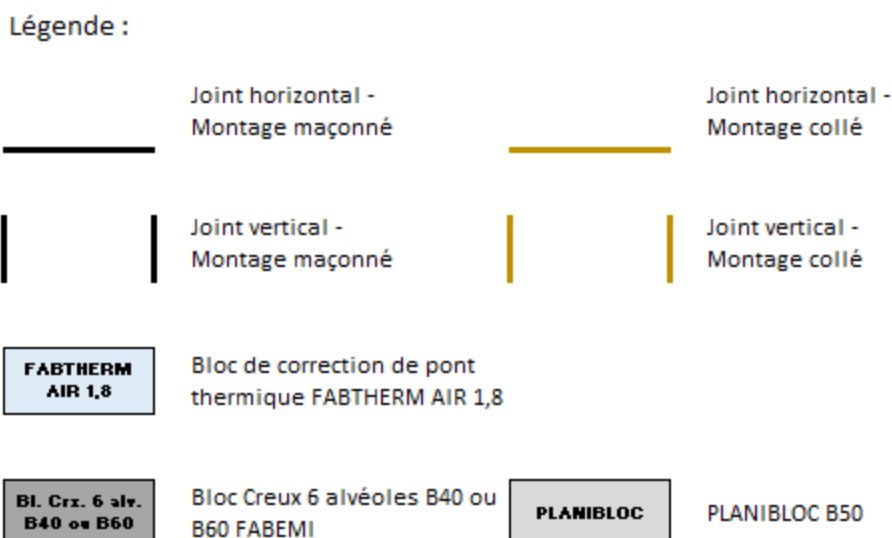 Légende :
Joint horizontal -
Montage maçonné
Joint horizontal -
Montage collé
Joint vertical -
Montage maçonné
Joint vertical -
Montage collé
FABTHERM
AIR 1,8
Bloc de correction de pont
thermique FABTHERM AIR 1,8
Bl. Crx. 6 alv.
B40 ou B60
Bloc Creux 6 alvéoles B40 ou
B60 FABEMI
PLANIBLOC
PLANIBLOC B50